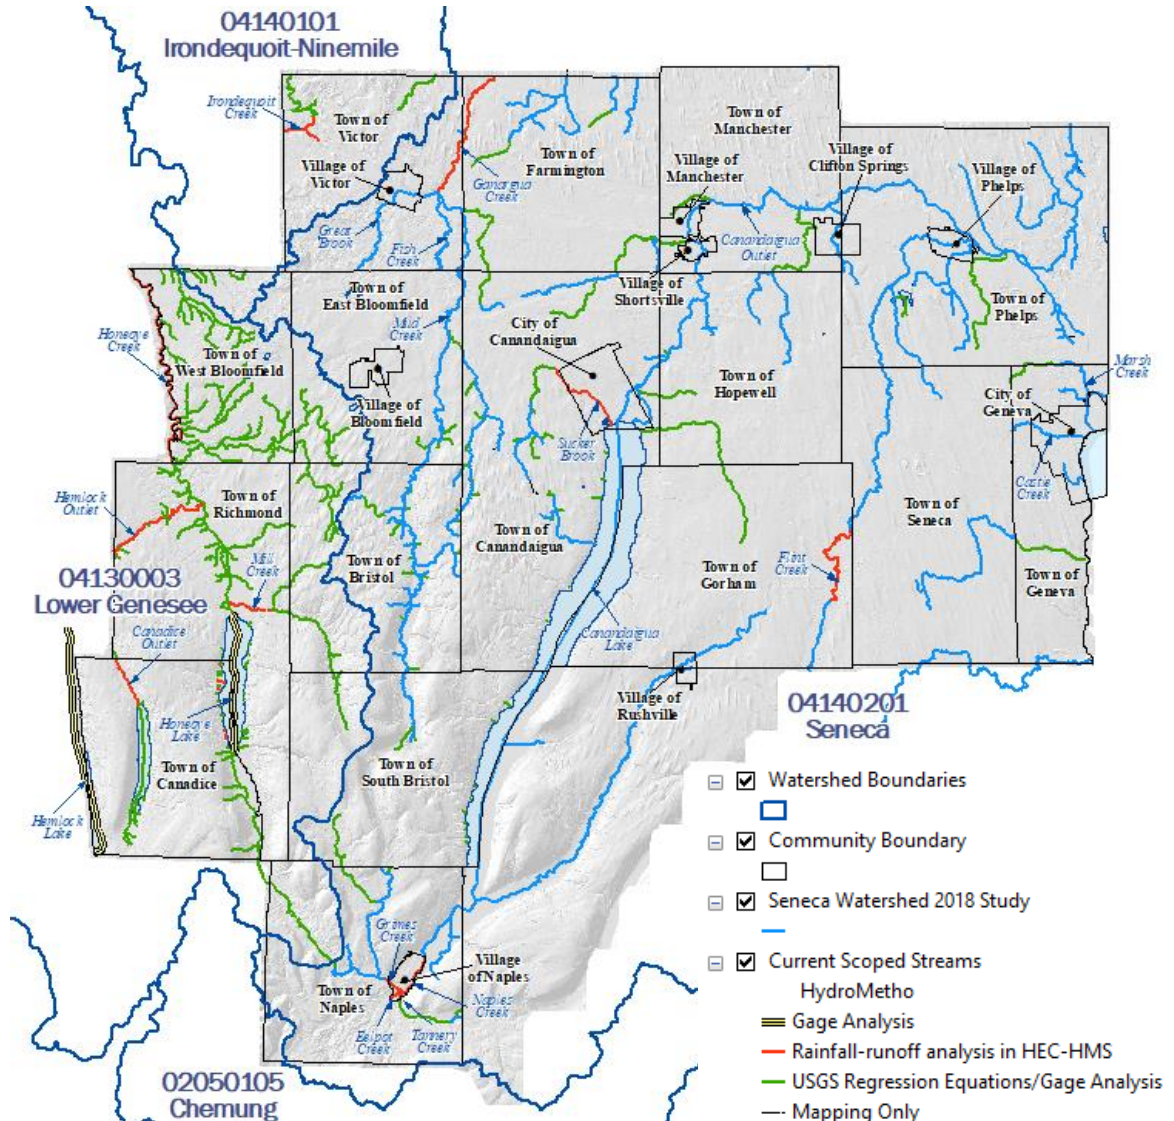 04140101
Irondequoit-Ninemile
Irondequoit
Creek
Town of
Victor
Village of
Victor
Great
Brook
Fish
Creek
Ganargua
Creek
Town of
Farmington
Town of
Manchester
Village of
Manchester
Village of
Clifton Springs
Village of
Phelps
Canandaigua
Outlet
Village of
Shortsville
Town of
Phelps
Town of
East Bloomfield
Mud
Creek
City of
Canandaigua
Honeoye
Creek
Town of
West Bloomfield
Village of
Bloomfield
Town of
Hopewell
Marsh
Creek
City of
Geneva
Sucker
Brook
Castle
Creek
Hemlock
Outlet
Town of
Richmond
Town of
Canandaigua
Town of
Seneca
Mill
Creek
Town of
Bristol
Town of
Gorham
Flint
Creek
Town of
Geneva
04130003
Lower Genesee
Canadice
Outlet
Canandaigua
Lake
Village of
Rushville
04140201
Seneca
Honeoye
Lake
Town of
Canadice
Town of
South Bristol
Hemlock
Lake
Grimes
Creek
Village
of Naples
Town of
Naples
Naples
Creek
Eelpot
Creek
Tannery
Creek
02050105
Chemung
Watershed Boundaries
Community Boundary
Seneca Watershed 2018 Study
Current Scoped Streams
HydroMetho
Gage Analysis
Rainfall-runoff analysis in HEC-HMS
USGS Regression Equations/Gage Analysis
Mapping Only